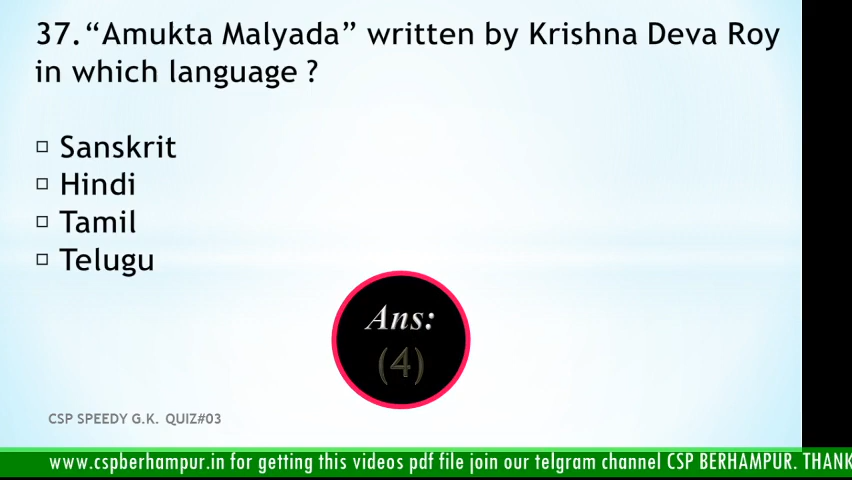 37.“Amukta Malyada” written by Krishna Deva Roy
in which language ?
Sanskrit
Hindi
Tamil
Telugu
Ans:
(4)
CSP SPEEDY G.K. QUIZ#03
www.cspberhampur.in for getting this videos pdf file join our telgram channel CSP BERHAMPUR. THANK